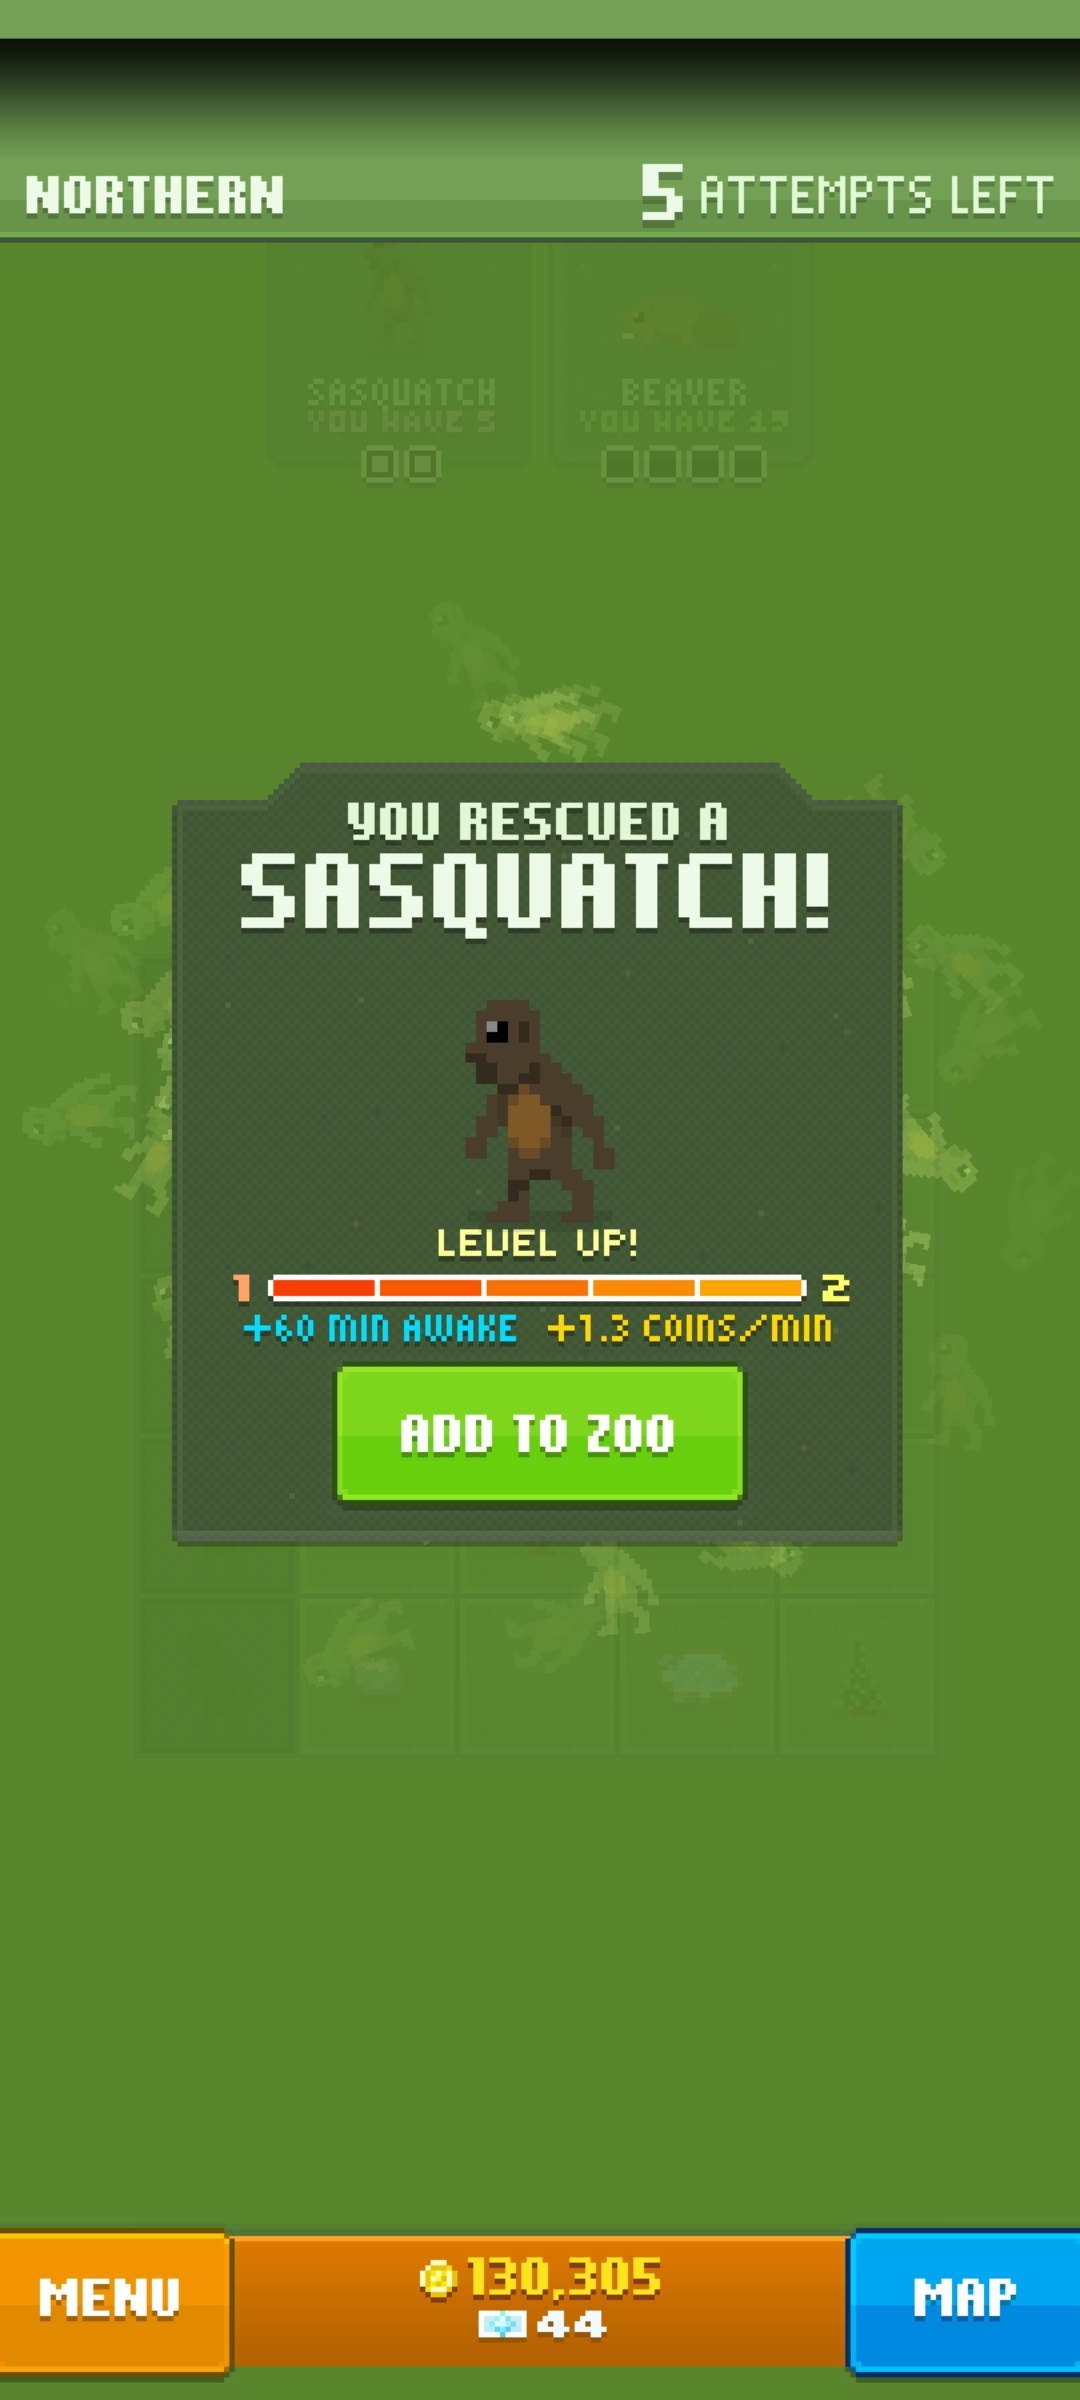 NORTHERN
5 ATTEMPTS LEFT
SASQUATCH
YOU HAVE 5
BEAVER
YOU HAVE 19
YOU RESCUED A
SASQUATCH!
LEVEL UP!
1 2
+60 MIN AWAKE +1.3 COINS/MIN
ADD TO ZOO
MENU
130,305
44
MAP